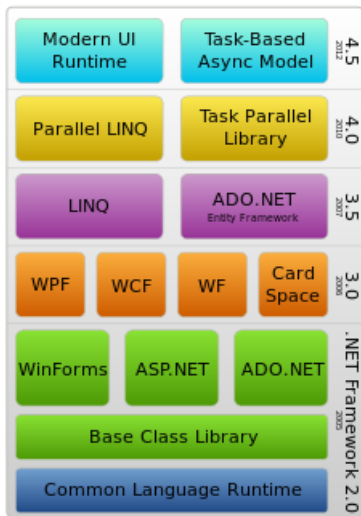 Modern UI
Runtime
Task-Based
Async Model
4.5
2012
Parallel LINQ
Task Parallel
Library
4.0
2010
LINQ
ADO.NET
Entity Framework
3.5
2007
WPF
WCF
WF
Card
Space
3.0
2006
WinForms
ASP.NET
ADO.NET
Base Class Library
Common Language Runtime
.NET Framework 2.0
2005